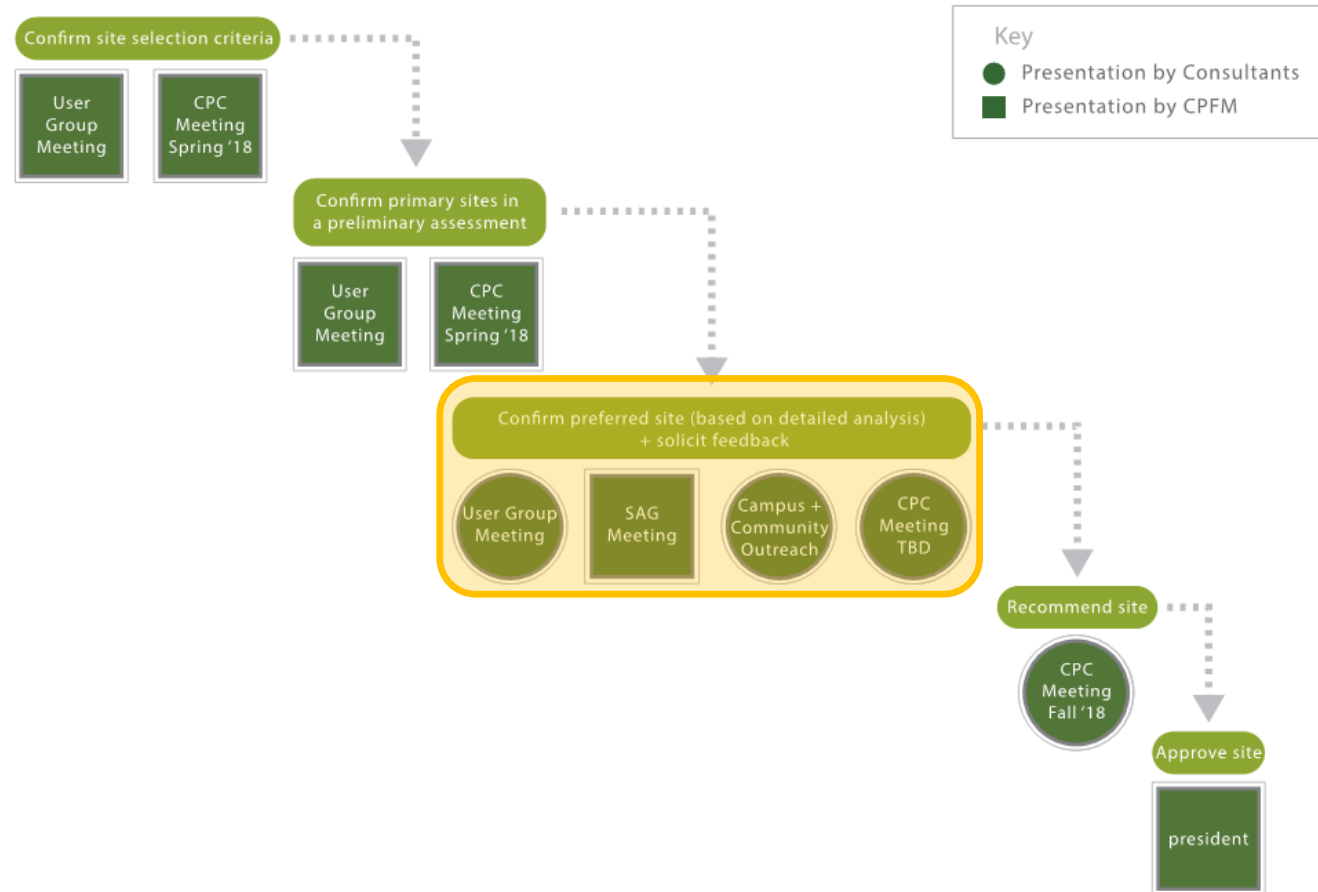 Confirm site selection criteria
User
Group
Meeting
CPC
Meeting
Spring '18
Key
Presentation by Consultants
Presentation by CPFM
Confirm primary sites in
a preliminary assessment
User
Group
Meeting
CPC
Meeting
Spring '18
Confirm preferred site (based on detailed analysis)
+ solicit feedback
User Group
Meeting
SAG
Meeting
Campus +
Community
Outreach
CPC
Meeting
TBD
Recommend site
CPC
Meeting
Fall '18
Approve site
president